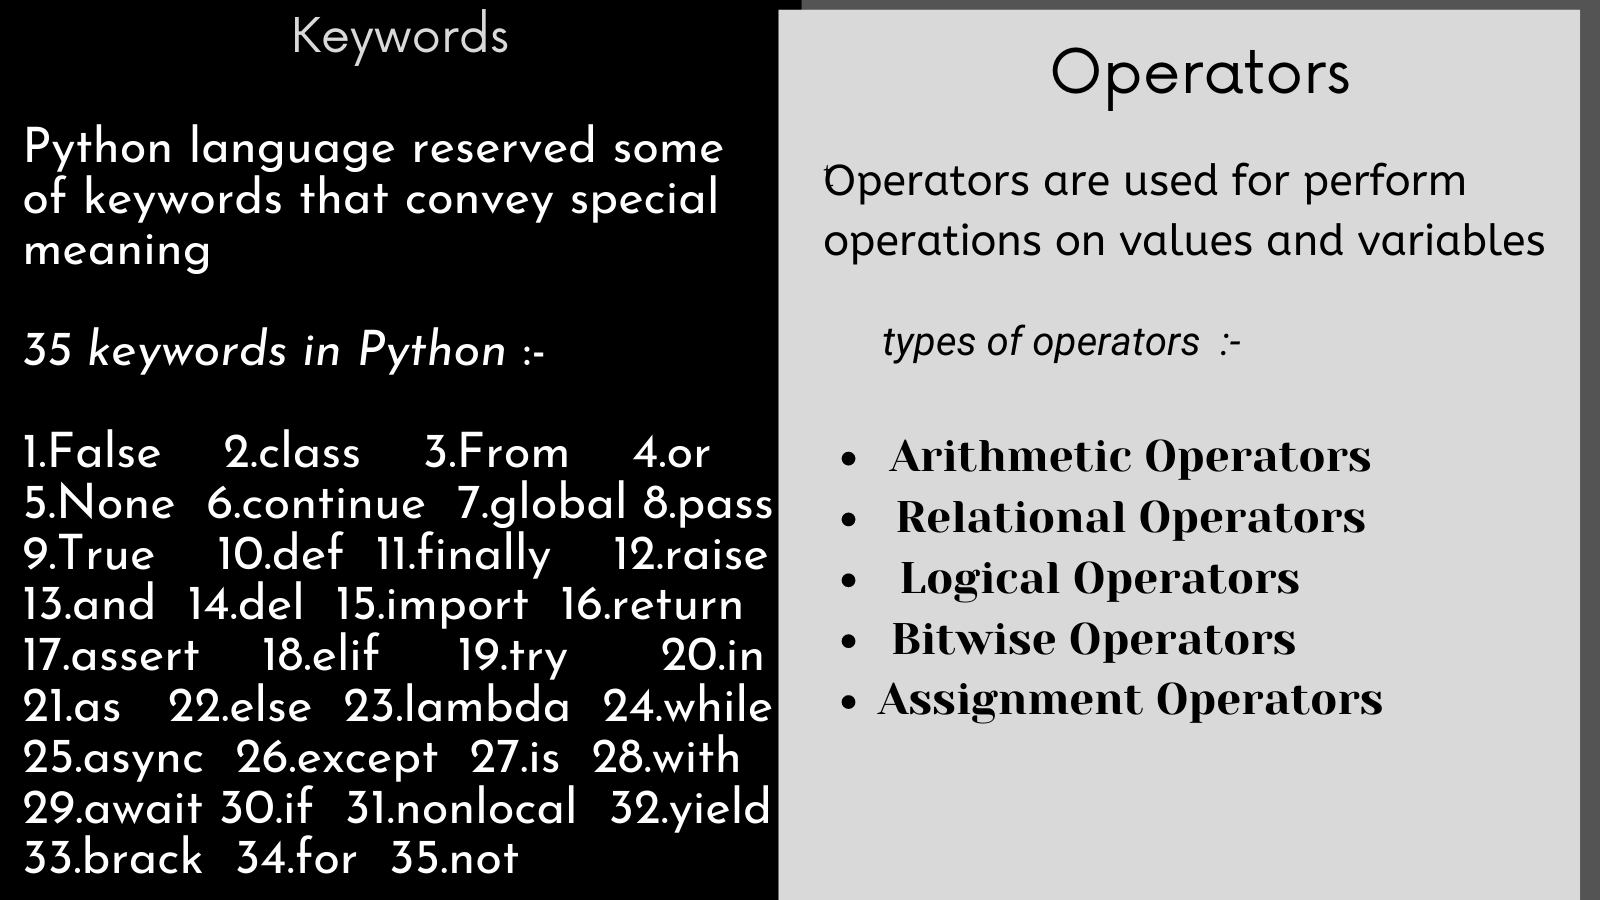 Keywords
Python language reserved some
of keywords that convey special
meaning
35 keywords in Python :-
1.False 2.class 3.From 4.or
5.None 6.continue 7.global 8.pass
9.True 10.def 11.finally 12.raise
13.and 14.del 15.import 16.return
17.assert 18.elif 19.try 20.in
21.as 22.else 23.lambda 24.while
25.async 26.except 27.is 28.with
29.await 30.if 31.nonlocal 32.yield
33.brack 34.for 35.not
Operators
Operators are used for perform
operations on values and variables
types of operators :-
• Arithmetic Operators
• Relational Operators
• Logical Operators
• Bitwise Operators
• Assignment Operators